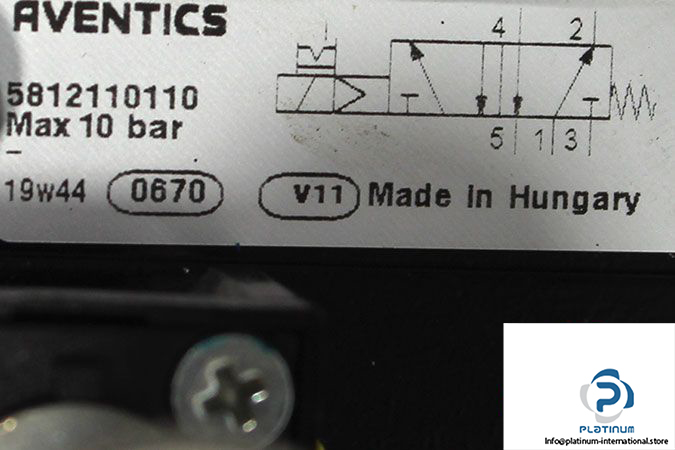 AVENTICS
4 2
5812110110
Max 10 bar
5 1 3
19w44 0670 V11 Made in Hungary
PLATINUM
Info@platinum-international.store